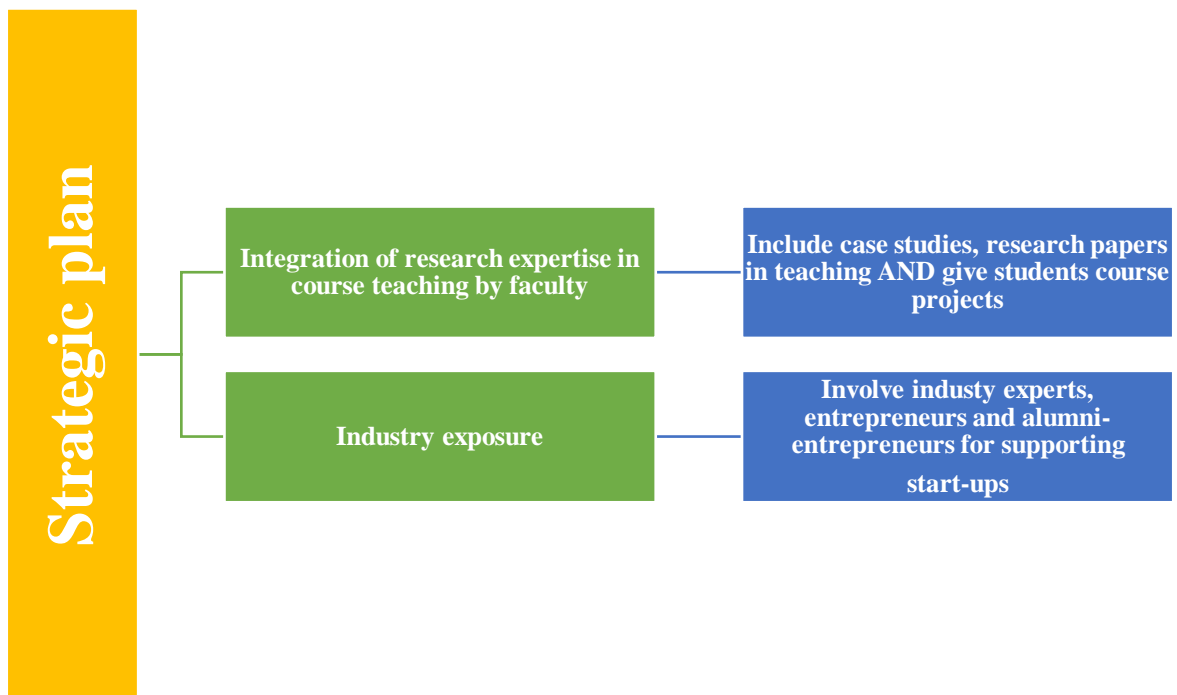 Strategic plan
Integration of research expertise in
course teaching by faculty
Include case studies, research papers
in teaching AND give students course
projects
Industry exposure
Involve industy experts,
entrepreneurs and alumni-
entrepreneurs for supporting
start-ups